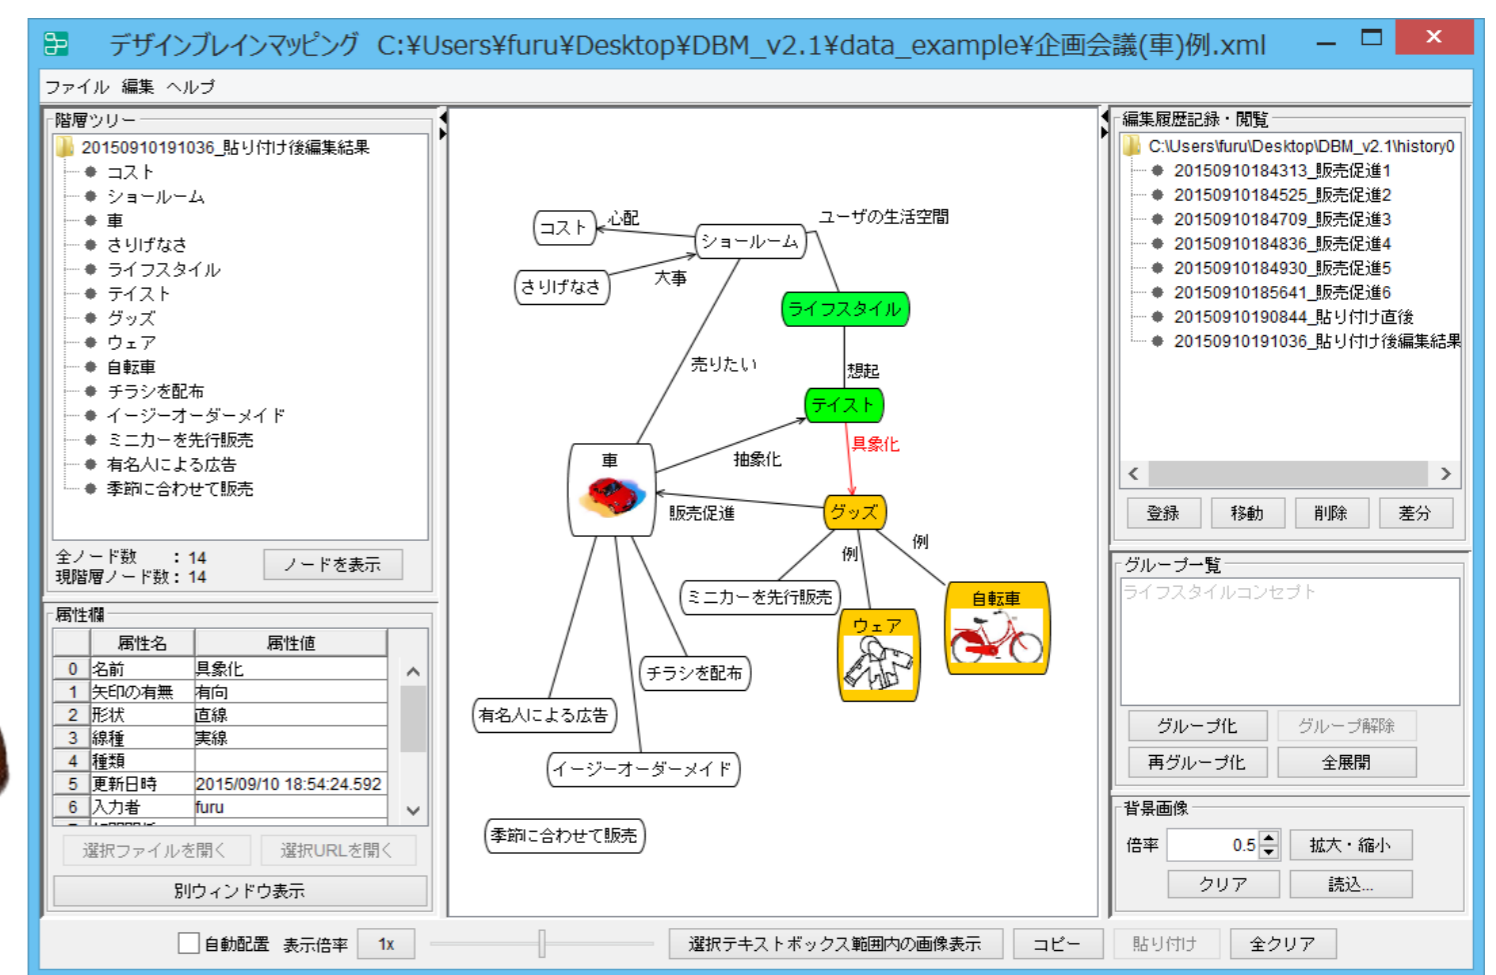 デザインブレインマッピング C:¥Users¥furu¥Desktop¥DBM_v2.1¥data_example¥企画会議(車)例.xml
ファイル 編集 ヘルプ
階層ツリー
20150910191036_貼り付け後編集結果
コスト
ショールーム
車
さりげなさ
ライフスタイル
テイスト
グッズ
ウェア
自転車
チラシを配布
イージーオーダーメイド
ミニカーを先行販売
有名人による広告
季節に合わせて販売
全ノード数 : 14
現階層ノード数 : 14
ノードを表示
属性欄
属性名 属性値
0 名前 具象化
1 矢印の有無 有向
2 形状 直線
3 線種 実線
4 種類
5 更新日時 2015/09/10 18:54:24.592
6 入力者 furu
選択ファイルを開く 選択URLを開く
別ウィンドウ表示
コスト
心配
ショールーム
ユーザの生活空間
さりげなさ
大事
ライフスタイル
売りたい
想起
テイスト
具象化
車
抽象化
販売促進
グッズ
例
例
ミニカーを先行販売
自転車
ウェア
チラシを配布
有名人による広告
イージーオーダーメイド
季節に合わせて販売
編集履歴記録・閲覧
C:\Users\furu\Desktop\DBM_v2.1\history0
20150910184313_販売促進1
20150910184525_販売促進2
20150910184709_販売促進3
20150910184836_販売促進4
20150910184930_販売促進5
20150910185641_販売促進6
20150910190844_貼り付け直後
20150910191036_貼り付け後編集結果
登録 移動 削除 差分
グループ一覧
ライフスタイルコンセプト
グループ化 グループ解除
再グループ化 全展開
背景画像
倍率 0.5 拡大・縮小
クリア 読込...
自動配置 表示倍率 1x 選択テキストボックス範囲内の画像表示 コピー 貼り付け 全クリア